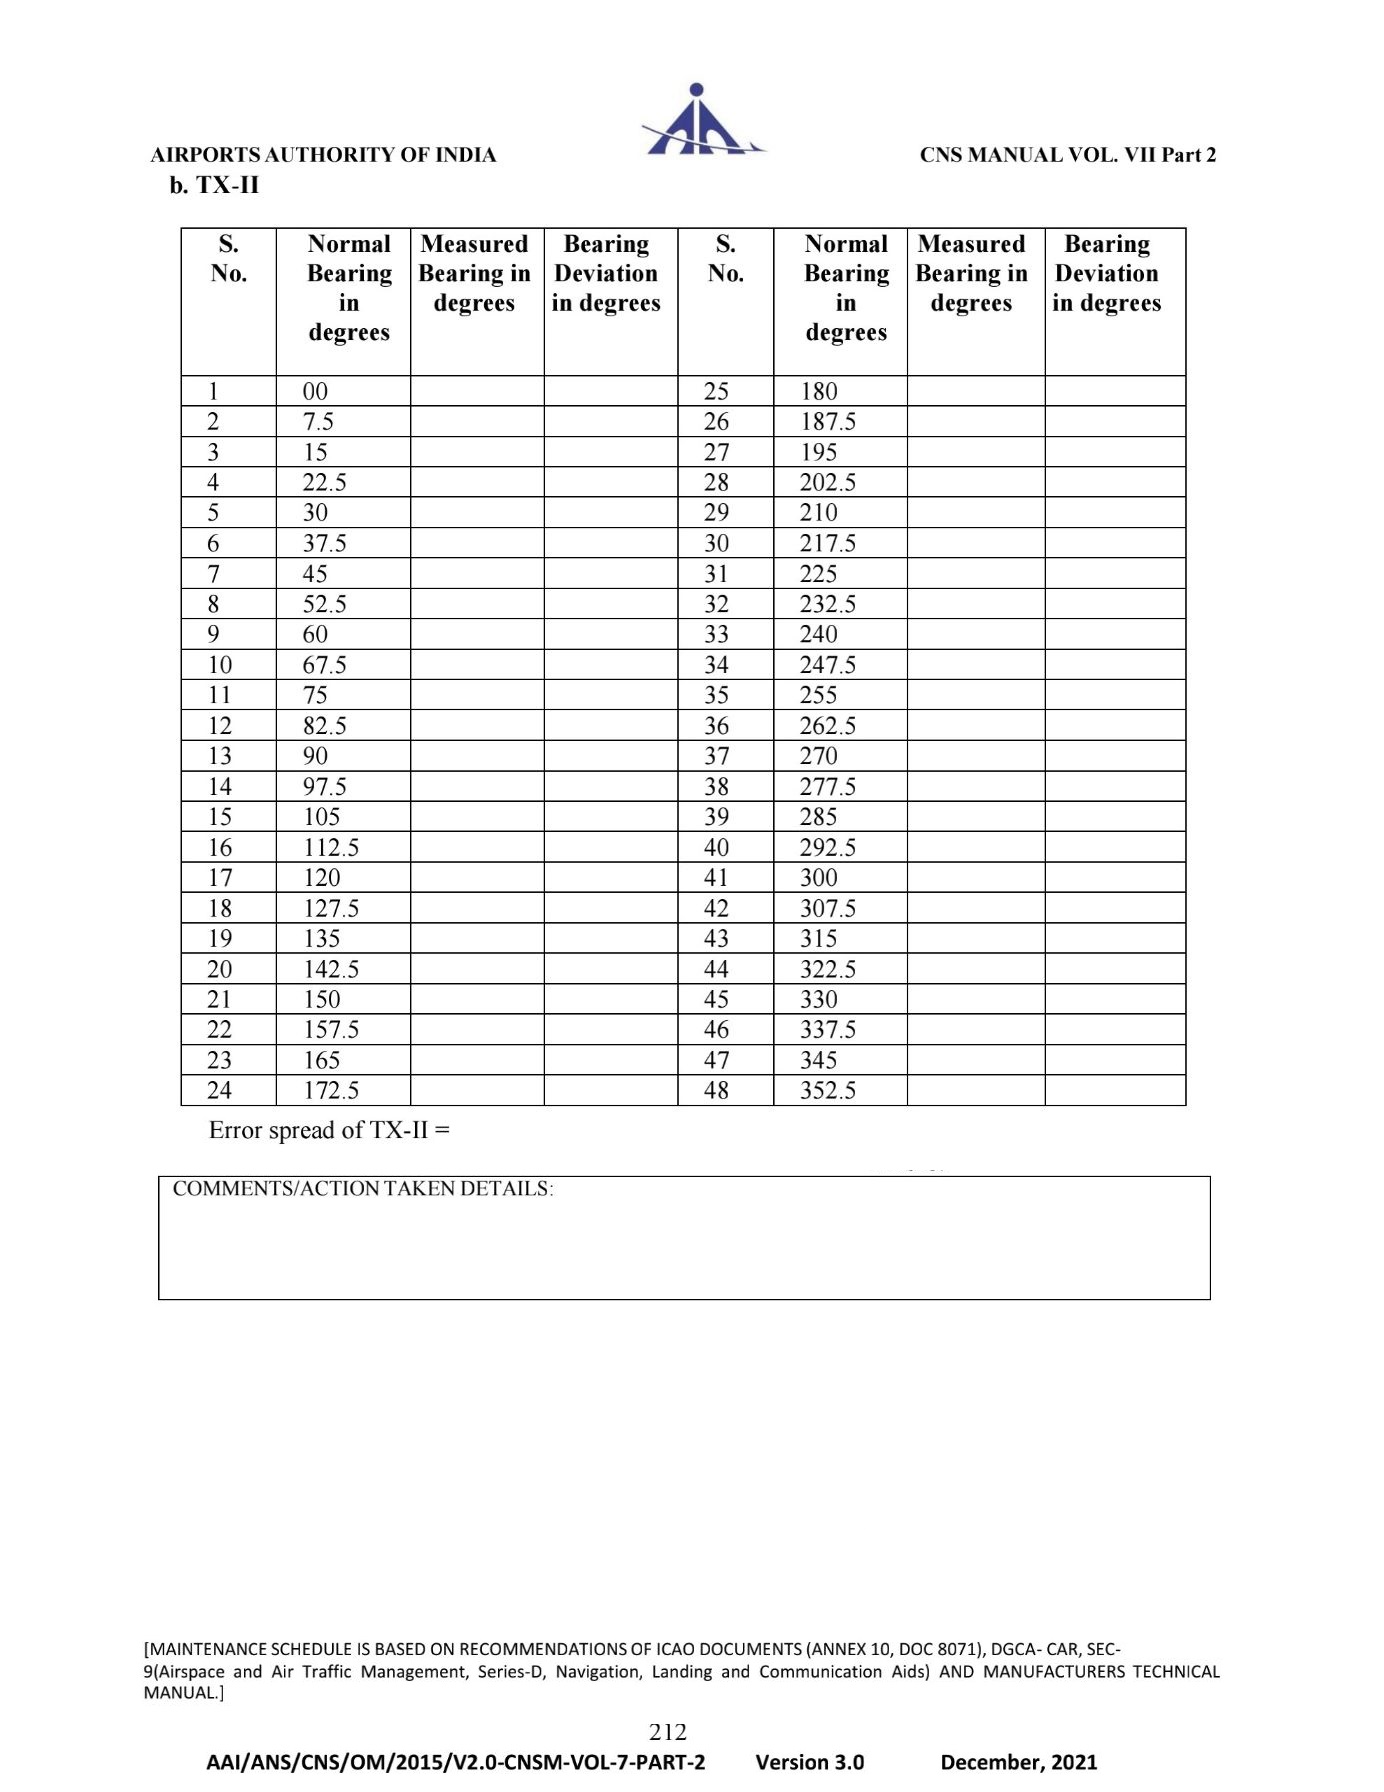 AIRPORTS AUTHORITY OF INDIA CNS MANUAL VOL. VII Part 2
b. TX-II
S. No. Normal Bearing in degrees Measured Bearing in degrees Bearing Deviation in degrees S. No. Normal Bearing in degrees Measured Bearing in degrees Bearing Deviation in degrees
1 00 25 180
2 7.5 26 187.5
3 15 27 195
4 22.5 28 202.5
5 30 29 210
6 37.5 30 217.5
7 45 31 225
8 52.5 32 232.5
9 60 33 240
10 67.5 34 247.5
11 75 35 255
12 82.5 36 262.5
13 90 37 270
14 97.5 38 277.5
15 105 39 285
16 112.5 40 292.5
17 120 41 300
18 127.5 42 307.5
19 135 43 315
20 142.5 44 322.5
21 150 45 330
22 157.5 46 337.5
23 165 47 345
24 172.5 48 352.5
Error spread of TX-II =
COMMENTS/ACTION TAKEN DETAILS:
[MAINTENANCE SCHEDULE IS BASED ON RECOMMENDATIONS OF ICAO DOCUMENTS (ANNEX 10, DOC 8071), DGCA- CAR, SEC-
9(Airspace and Air Traffic Management, Series-D, Navigation, Landing and Communication Aids) AND MANUFACTURERS TECHNICAL
MANUAL.]
212
AAI/ANS/CNS/OM/2015/V2.0-CNSM-VOL-7-PART-2 Version 3.0 December, 2021